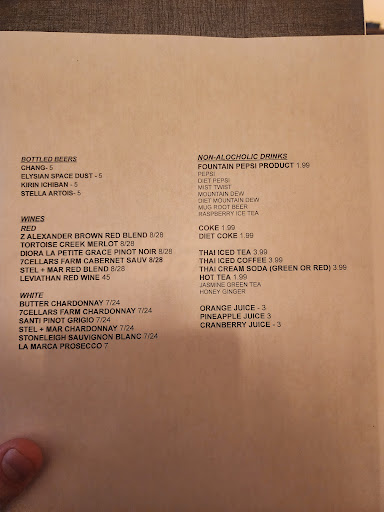 BOTTLED BEERS
CHANG- 5
ELYSIAN SPACE DUST - 5
KIRIN ICHIBAN - 5
STELLA ARTOIS- 5
WINES
RED
Z ALEXANDER BROWN RED BLEND 8/28
TORTOISE CREEK MERLOT 8/28
DIORA LA PETITE GRACE PINOT NOIR 8/28
7CELLARS FARM CABERNET SAUV 8/28
STEL + MAR RED BLEND 8/28
LEVIATHAN RED WINE 45
WHITE
BUTTER CHARDONNAY 7/24
7CELLARS FARM CHARDONNAY 7/24
SANTI PINOT GRIGIO 7/24
STEL + MAR CHARDONNAY 7/24
STONELEIGH SAUVIGNON BLANC 7/24
LA MARCA PROSECCO 7
NON-ALOCHOLIC DRINKS
FOUNTAIN PEPSI PRODUCT 1.99
PEPSI
DIET PEPSI
MIST TWIST
MOUNTAIN DEW
DIET MOUNTAIN DEW
MUG ROOT BEER
RASPBERRY ICE TEA
COKE 1.99
DIET COKE 1.99
THAI ICED TEA 3.99
THAI ICED COFFEE 3.99
THAI CREAM SODA (GREEN OR RED) 3.99
HOT TEA 1.99
JASMINE GREEN TEA
HONEY GINGER
ORANGE JUICE - 3
PINEAPPLE JUICE 3
CRANBERRY JUICE - 3